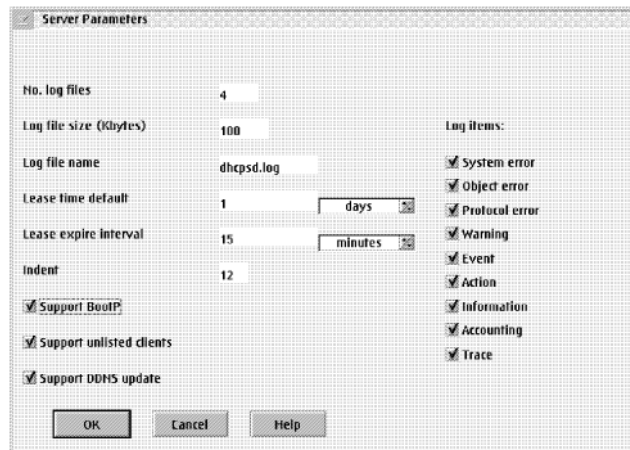 Server Parameters
No. log files 4
Log file size (Kbytes) 100
Log file name dhcpsd.log
Lease time default 1 days
Lease expire interval 15 minutes
Indent 12
Support BootP
Support unlisted clients
Support DDNS update
Log items:
System error
Object error
Protocol error
Warning
Event
Action
Information
Accounting
Trace
OK Cancel Help